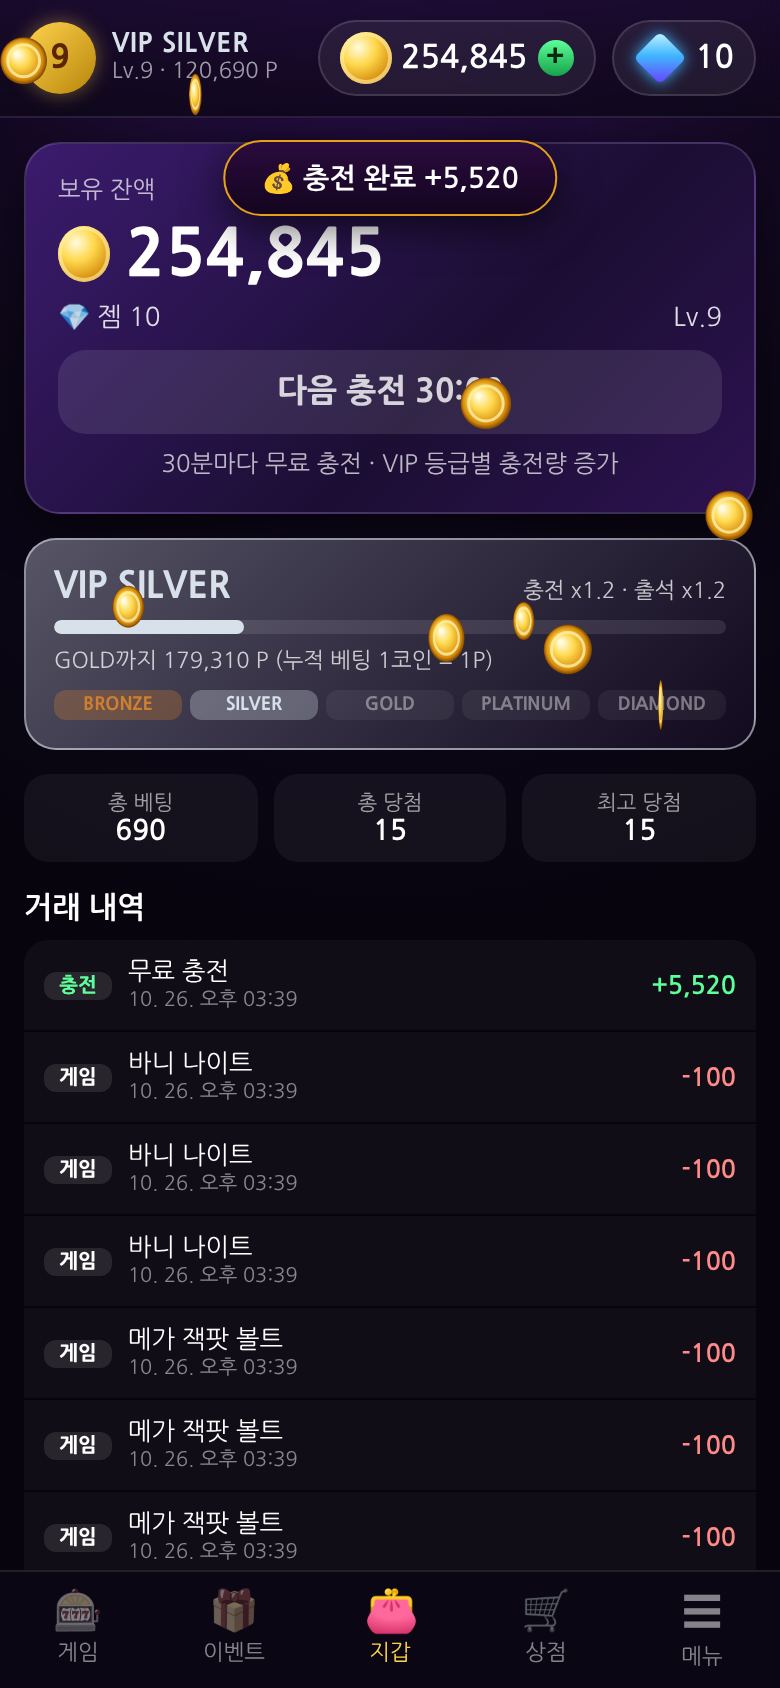 9
VIP SILVER
Lv.9 · 120,690 P
254,845 +
10
보유 잔액
💰 충전 완료 +5,520
254,845
💎 젬 10
Lv.9
다음 충전 30:
30분마다 무료 충전 · VIP 등급별 충전량 증가
VIP SILVER
충전 x1.2 · 출석 x1.2
GOLD까지 179,310 P (누적 베팅 1코인 = 1P)
BRONZE
SILVER
GOLD
PLATINUM
DIAMOND
총 베팅
690
총 당첨
15
최고 당첨
15
거래 내역
충전
무료 충전
10. 26. 오후 03:39
+5,520
게임
바니 나이트
10. 26. 오후 03:39
-100
게임
바니 나이트
10. 26. 오후 03:39
-100
게임
바니 나이트
10. 26. 오후 03:39
-100
게임
메가 잭팟 볼트
10. 26. 오후 03:39
-100
게임
메가 잭팟 볼트
10. 26. 오후 03:39
-100
게임
메가 잭팟 볼트
10. 26. 오후 03:39
-100
게임
이벤트
지갑
상점
메뉴